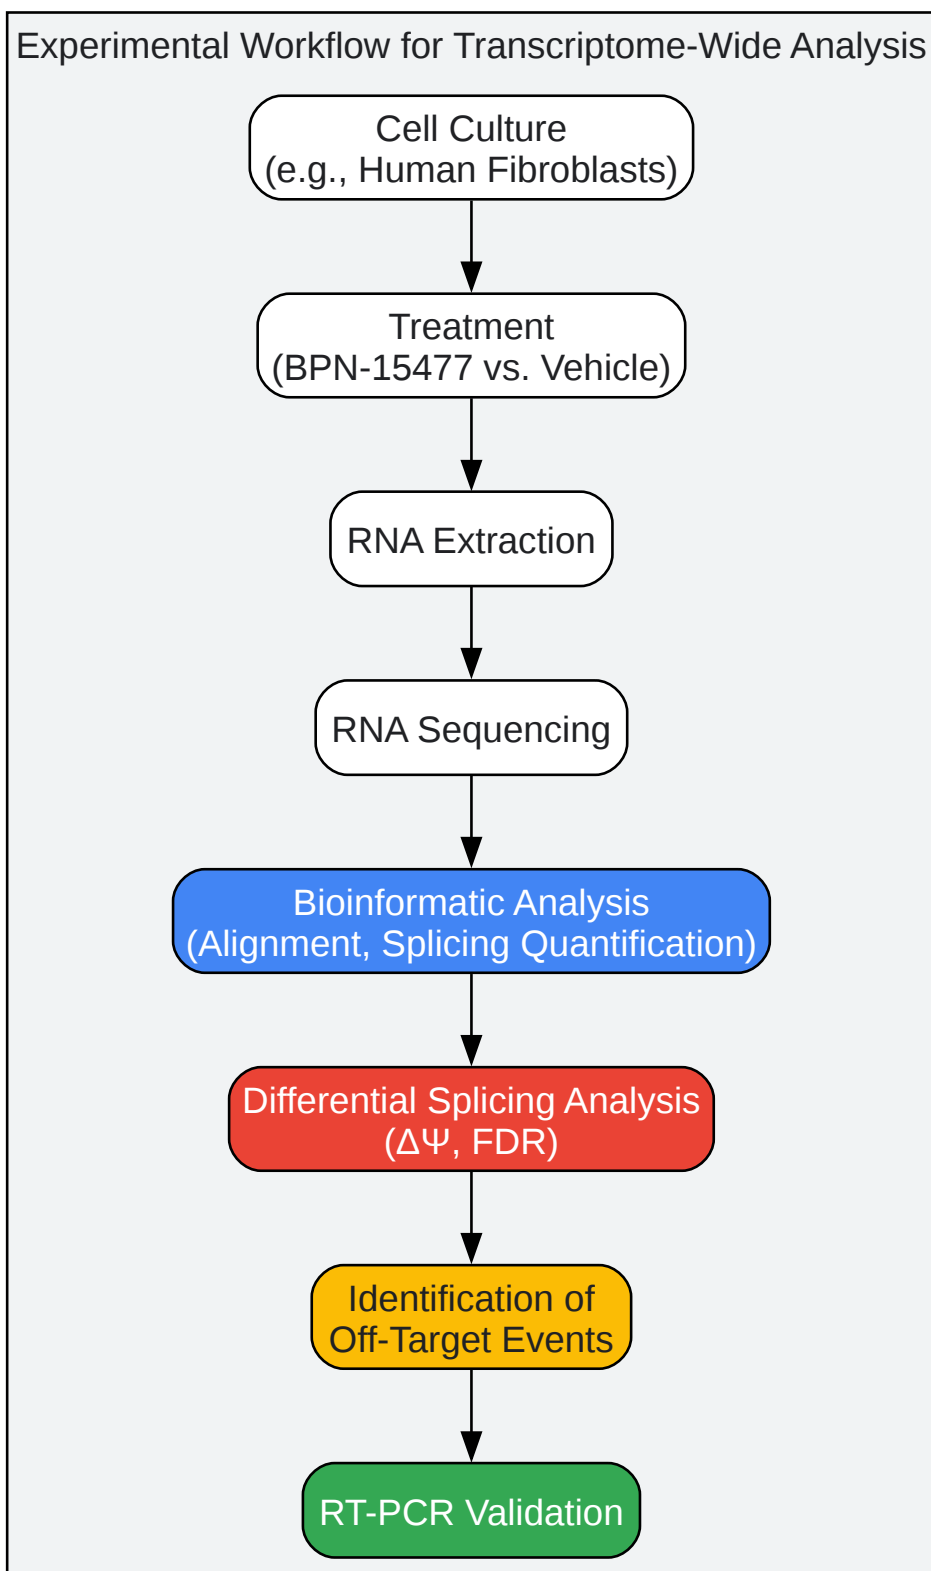 Experimental Workflow for Transcriptome-Wide Analysis
Cell Culture
(e.g., Human Fibroblasts)
Treatment
(BPN-15477 vs. Vehicle)
RNA Extraction
RNA Sequencing
Bioinformatic Analysis
(Alignment, Splicing Quantification)
Differential Splicing Analysis
(ΔΨ, FDR)
Identification of
Off-Target Events
RT-PCR Validation